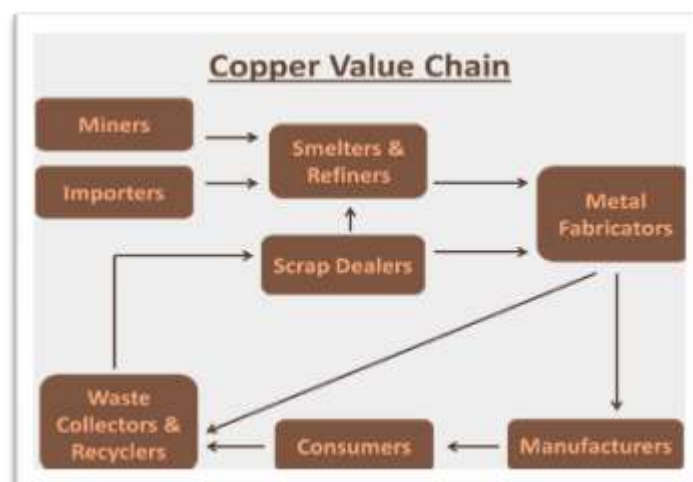 Copper Value Chain
Miners
Smelters &
Refiners
Importers
Metal
Fabricators
Scrap Dealers
Waste
Collectors &
Recyclers
Consumers
Manufacturers